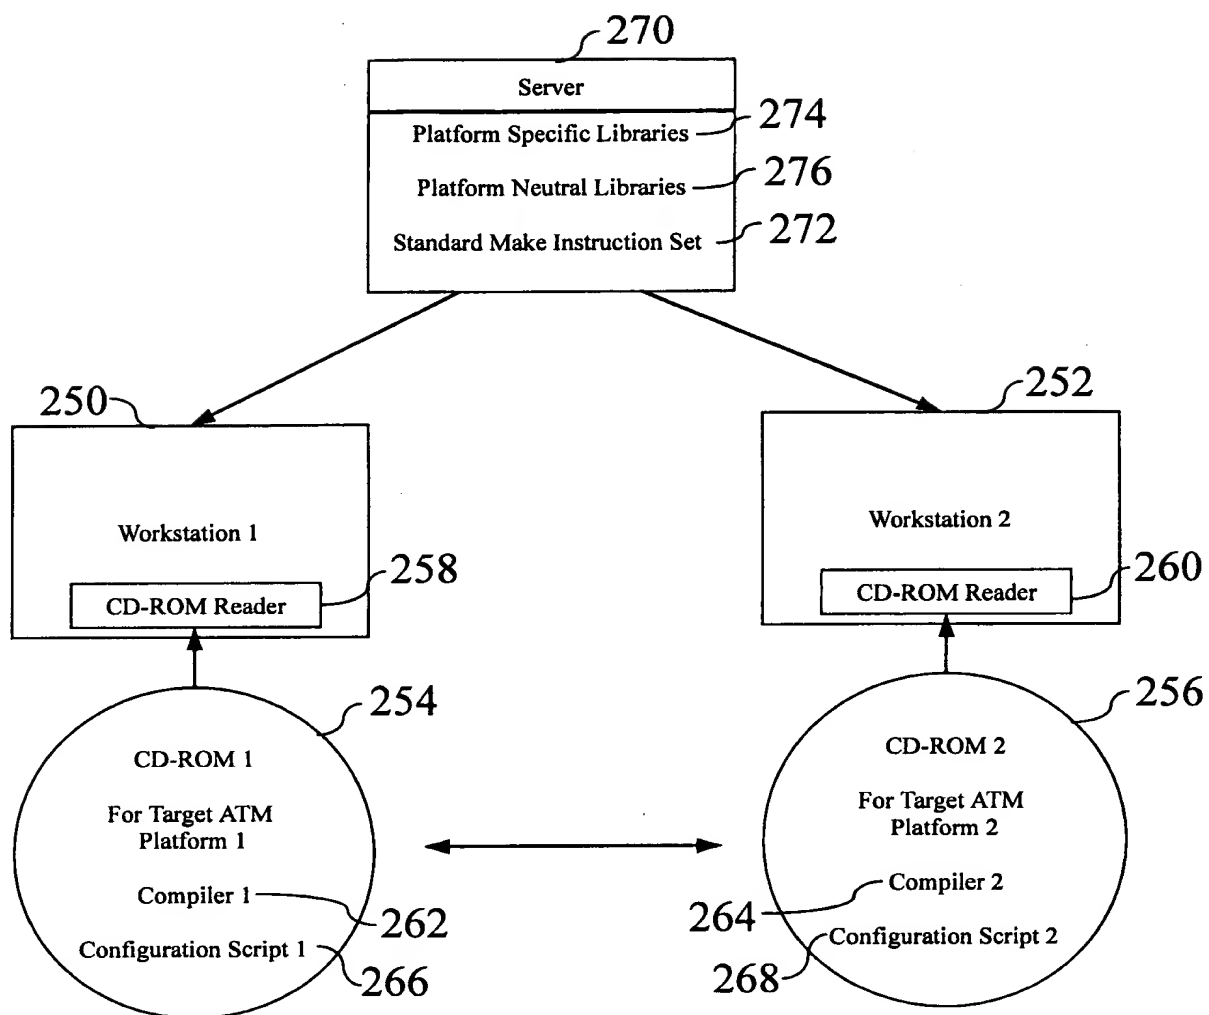 270
Server
Platform Specific Libraries 274
Platform Neutral Libraries 276
Standard Make Instruction Set 272
250
252
Workstation 1
Workstation 2
258
CD-ROM Reader
260
CD-ROM Reader
254
CD-ROM 1
For Target ATM
Platform 1
Compiler 1
262
Configuration Script 1
266
256
CD-ROM 2
For Target ATM
Platform 2
Compiler 2
264
Configuration Script 2
268